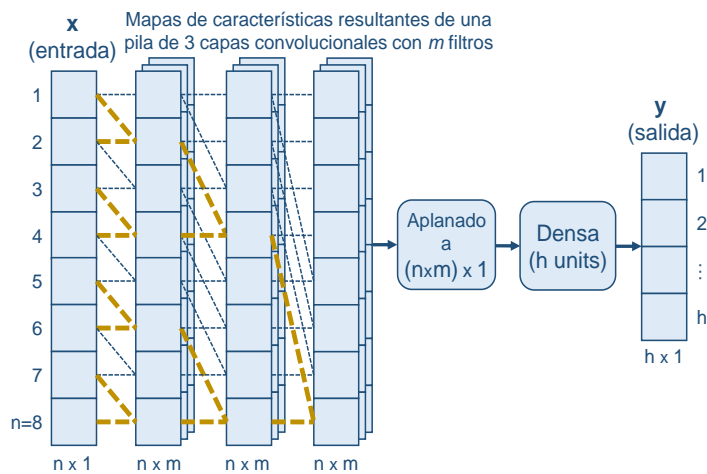 x
(entrada)
Mapas de características resultantes de una
pila de 3 capas convolucionales con m filtros
1
2
3
4
5
6
7
n=8
n x 1
n x m
n x m
n x m
Aplanado
a
(nxm) x 1
Densa
(h units)
y
(salida)
1
2
⋮
h
h x 1